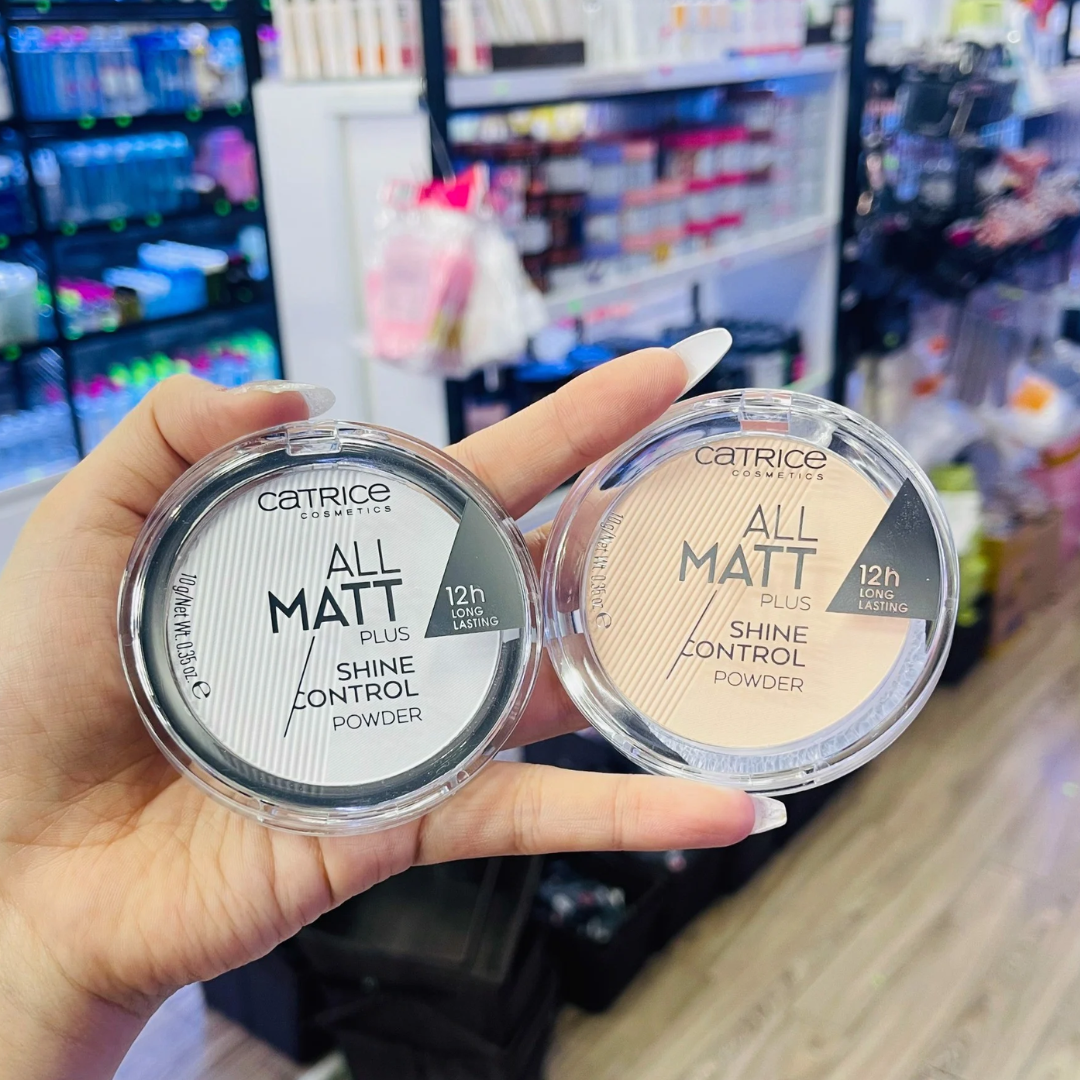 CATRICE
COSMETICS
ALL
MATT
PLUS
SHINE
CONTROL
POWDER
12h
LONG
LASTING
10g/Net Wt. 0.35 oz. ℮
CATRICE
COSMETICS
ALL
MATT
PLUS
SHINE
CONTROL
POWDER
12h
LONG
LASTING
10g/Net Wt. 0.35 oz. ℮